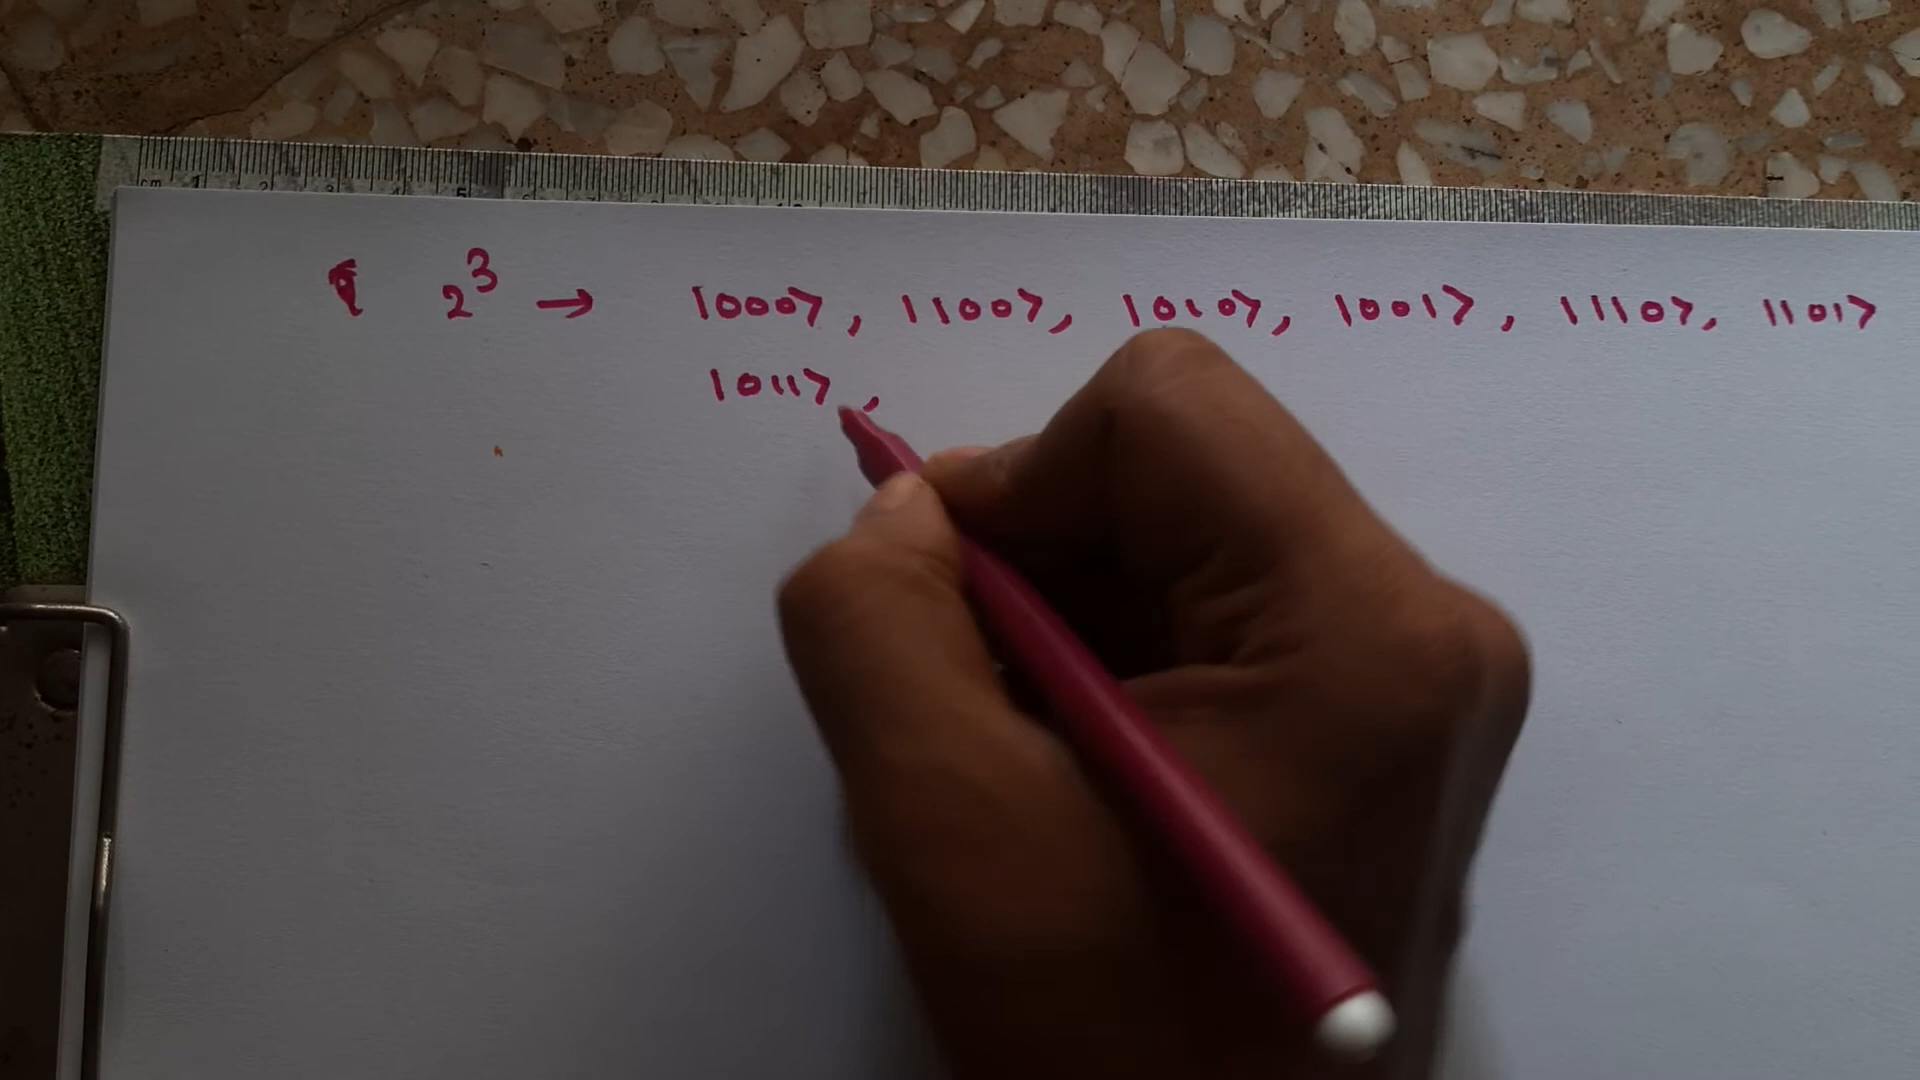 2³ → |000⟩, |100⟩, |010⟩, |001⟩, |110⟩, |101⟩
|011⟩,